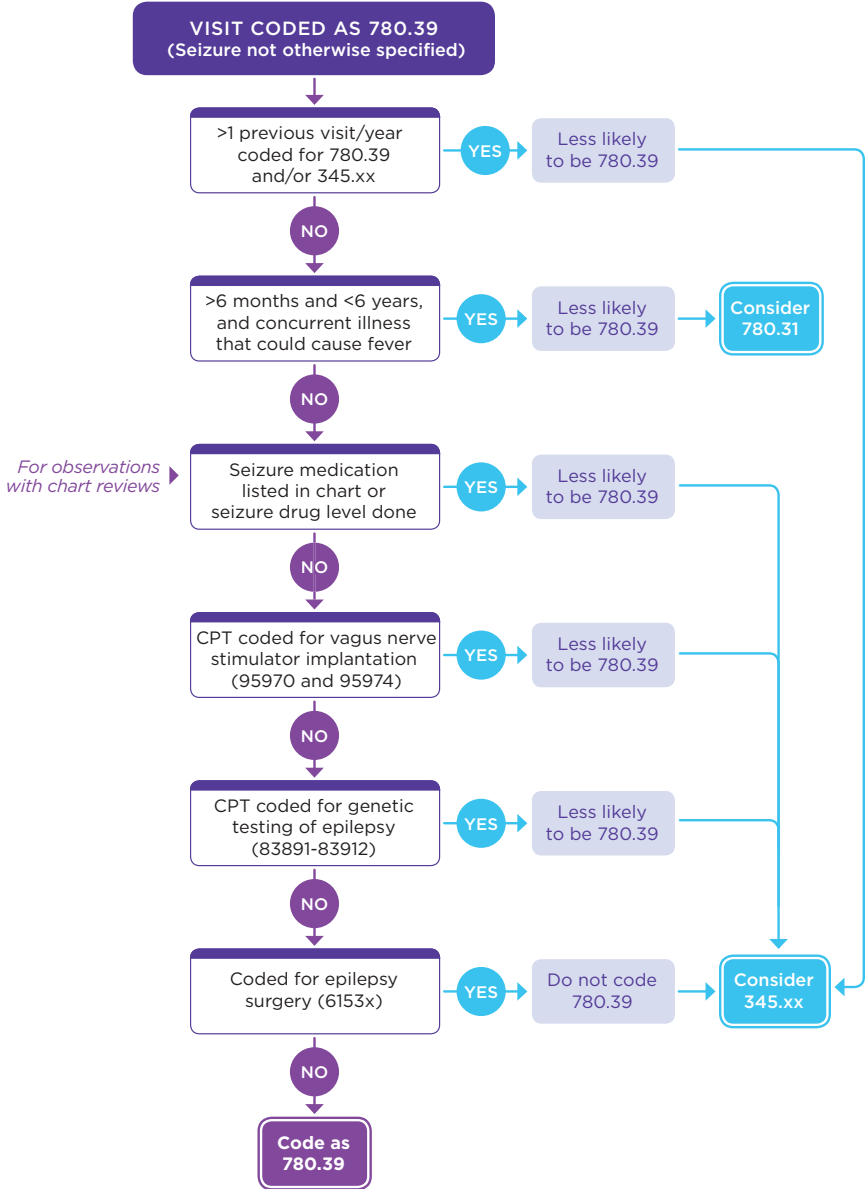 VISIT CODED AS 780.39
(Seizure not otherwise specified)
>1 previous visit/year
coded for 780.39
and/or 345.xx
YES
Less likely
to be 780.39
NO
>6 months and <6 years,
and concurrent illness
that could cause fever
YES
Less likely
to be 780.39
Consider
780.31
NO
For observations
with chart reviews
Seizure medication
listed in chart or
seizure drug level done
YES
Less likely
to be 780.39
NO
CPT coded for vagus nerve
stimulator implantation
(95970 and 95974)
YES
Less likely
to be 780.39
NO
CPT coded for genetic
testing of epilepsy
(83891-83912)
YES
Less likely
to be 780.39
NO
Coded for epilepsy
surgery (6153x)
YES
Do not code
780.39
Consider
345.xx
NO
Code as
780.39